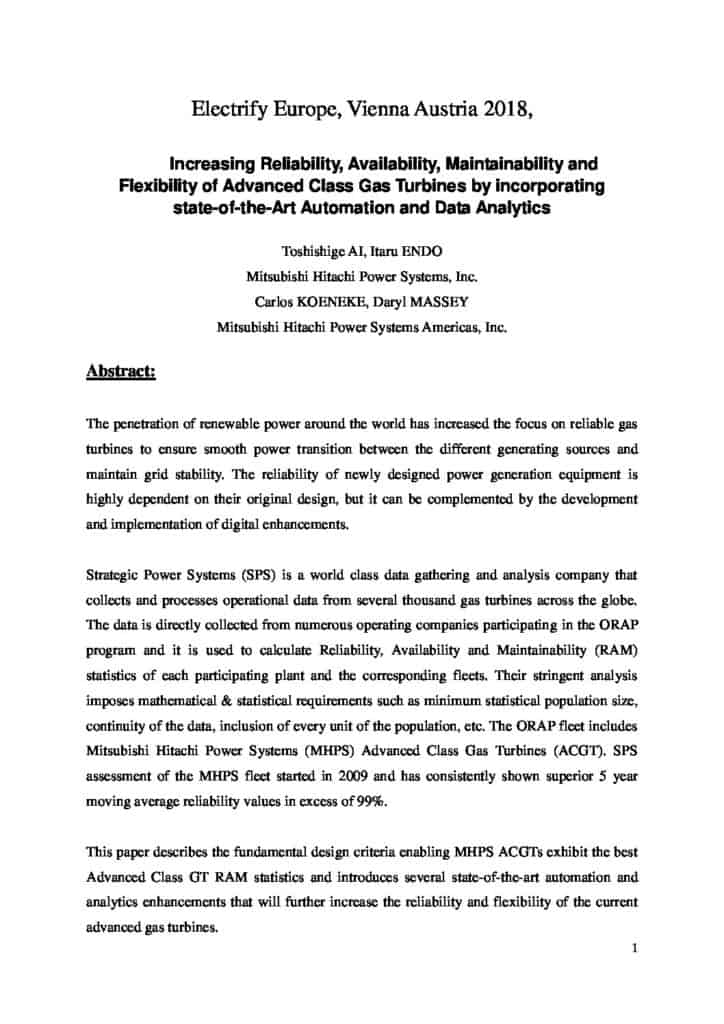 Electrify Europe, Vienna Austria 2018,
Increasing Reliability, Availability, Maintainability and
Flexibility of Advanced Class Gas Turbines by incorporating
state-of-the-Art Automation and Data Analytics
Toshishige AI, Itaru ENDO
Mitsubishi Hitachi Power Systems, Inc.
Carlos KOENEKE, Daryl MASSEY
Mitsubishi Hitachi Power Systems Americas, Inc.
Abstract:
The penetration of renewable power around the world has increased the focus on reliable gas
turbines to ensure smooth power transition between the different generating sources and
maintain grid stability. The reliability of newly designed power generation equipment is
highly dependent on their original design, but it can be complemented by the development
and implementation of digital enhancements.
Strategic Power Systems (SPS) is a world class data gathering and analysis company that
collects and processes operational data from several thousand gas turbines across the globe.
The data is directly collected from numerous operating companies participating in the ORAP
program and it is used to calculate Reliability, Availability and Maintainability (RAM)
statistics of each participating plant and the corresponding fleets. Their stringent analysis
imposes mathematical & statistical requirements such as minimum statistical population size,
continuity of the data, inclusion of every unit of the population, etc. The ORAP fleet includes
Mitsubishi Hitachi Power Systems (MHPS) Advanced Class Gas Turbines (ACGT). SPS
assessment of the MHPS fleet started in 2009 and has consistently shown superior 5 year
moving average reliability values in excess of 99%.
This paper describes the fundamental design criteria enabling MHPS ACGTs exhibit the best
Advanced Class GT RAM statistics and introduces several state-of-the-art automation and
analytics enhancements that will further increase the reliability and flexibility of the current
advanced gas turbines.
1